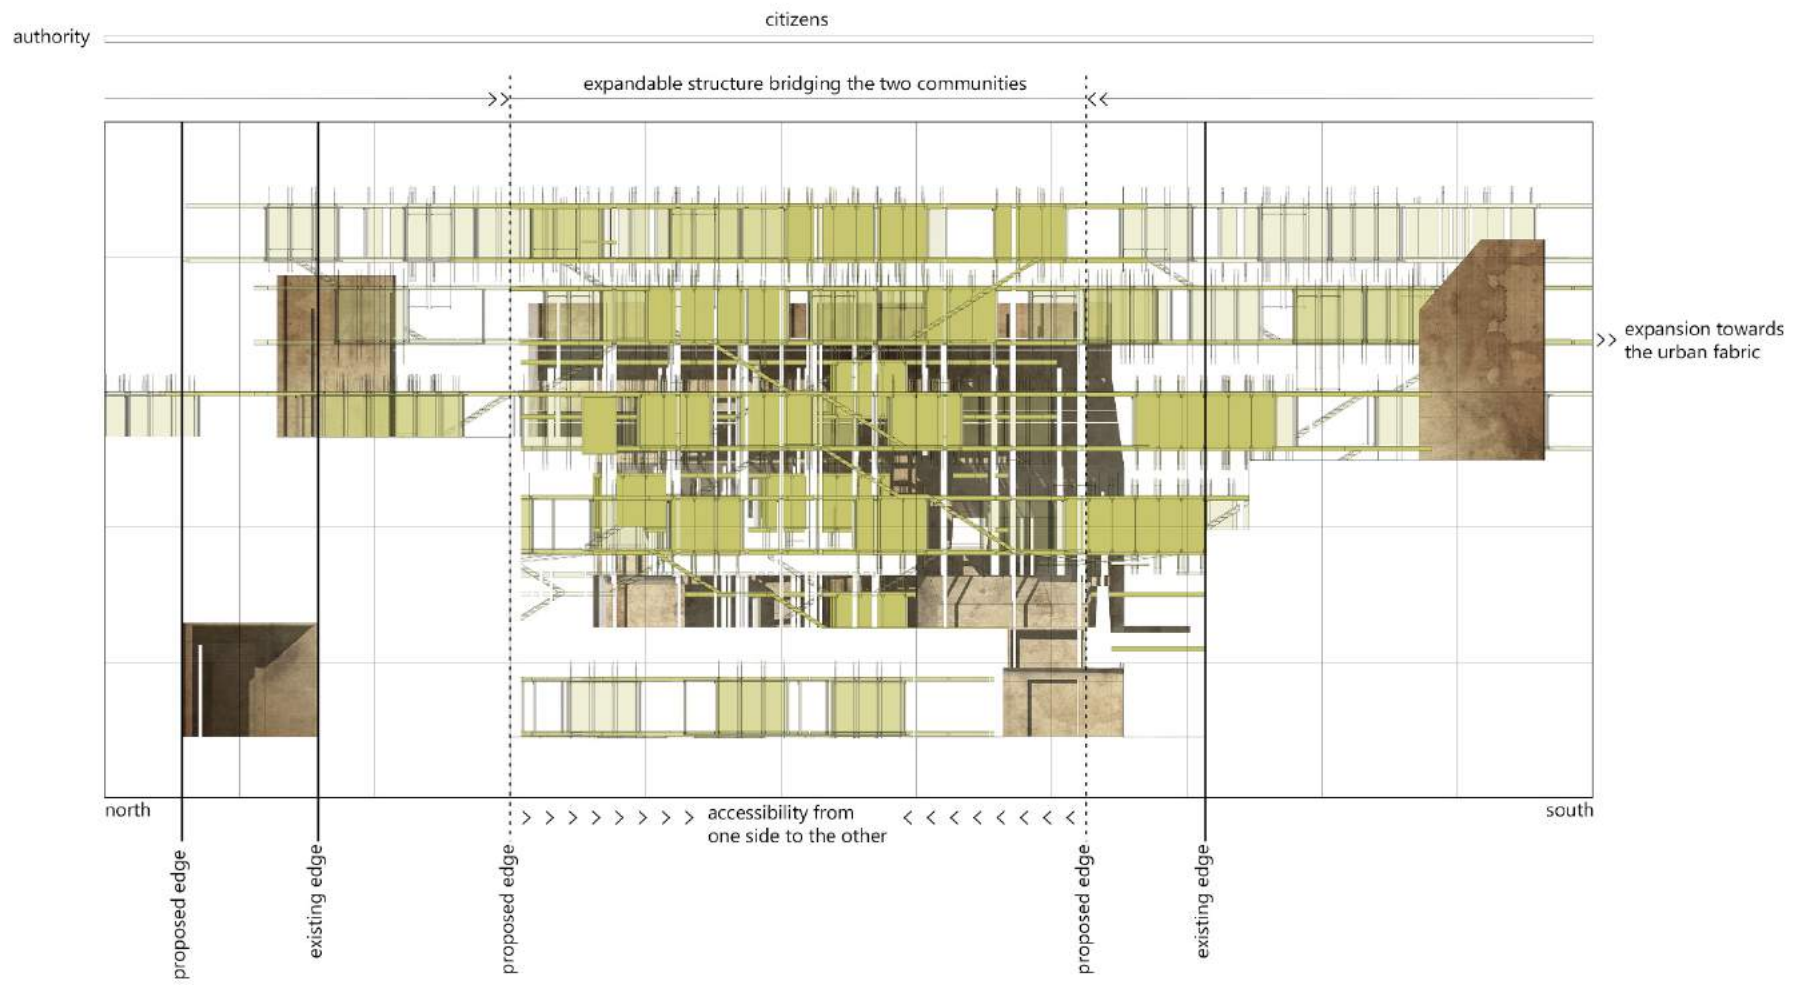 citizens
authority
expandable structure bridging the two communities
expansion towards
the urban fabric
north
south
accessibility from
one side to the other
proposed edge
existing edge
proposed edge
proposed edge
existing edge